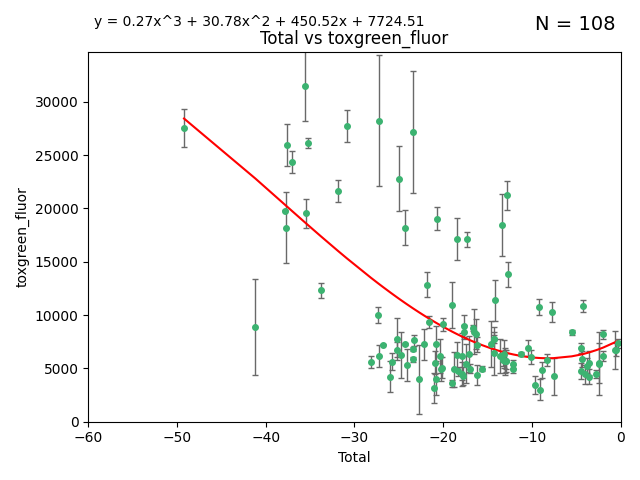 y = 0.27x^3 + 30.78x^2 + 450.52x + 7724.51
N = 108
Total vs toxgreen_fluor
30000
25000
20000
15000
10000
5000
0
toxgreen_fluor
−60
−50
−40
−30
−20
−10
0
Total